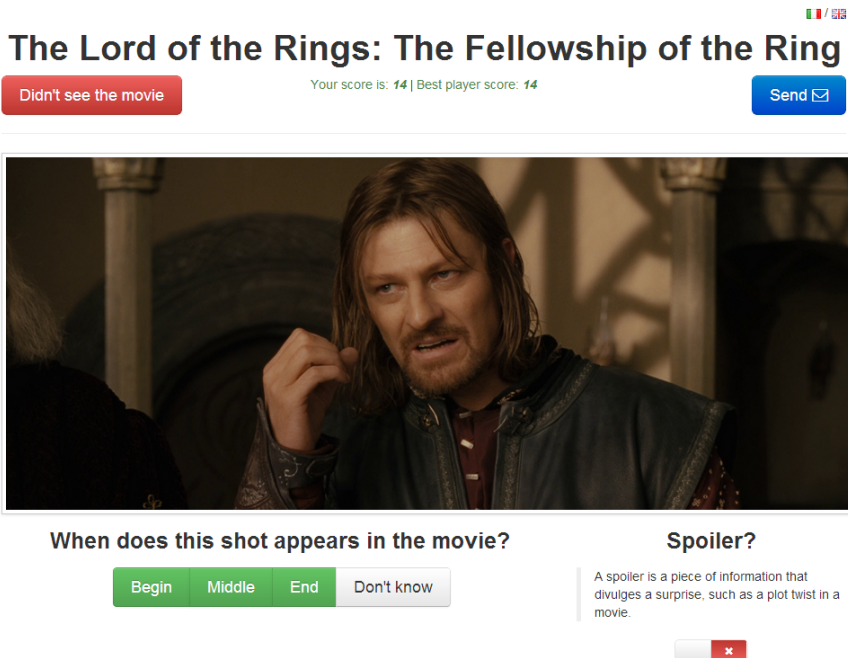 /
The Lord of the Rings: The Fellowship of the Ring
Didn't see the movie
Your score is: 14 | Best player score: 14
Send
When does this shot appears in the movie?
Begin Middle End Don't know
Spoiler?
A spoiler is a piece of information that
divulges a surprise, such as a plot twist in a
movie.